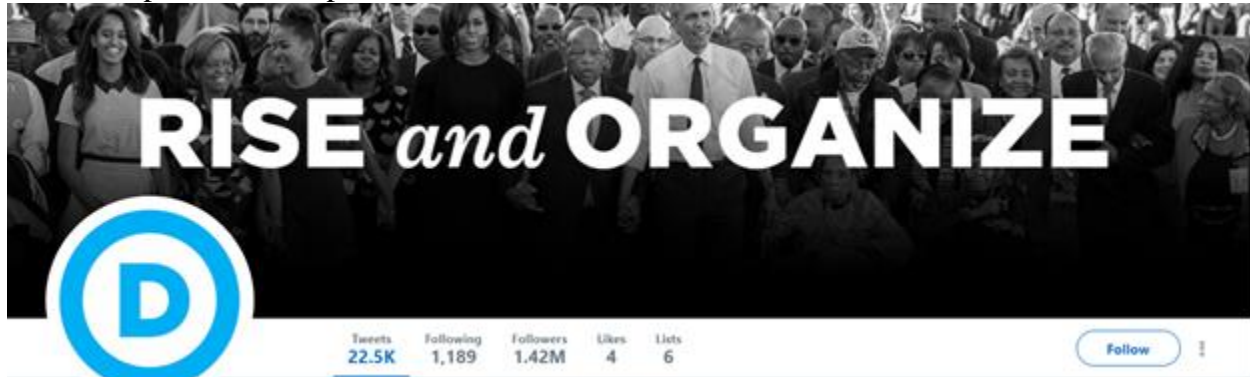 RISE and ORGANIZE
D
Tweets Following Followers Likes Lists
22.5K 1,189 1.42M 4 6
Follow